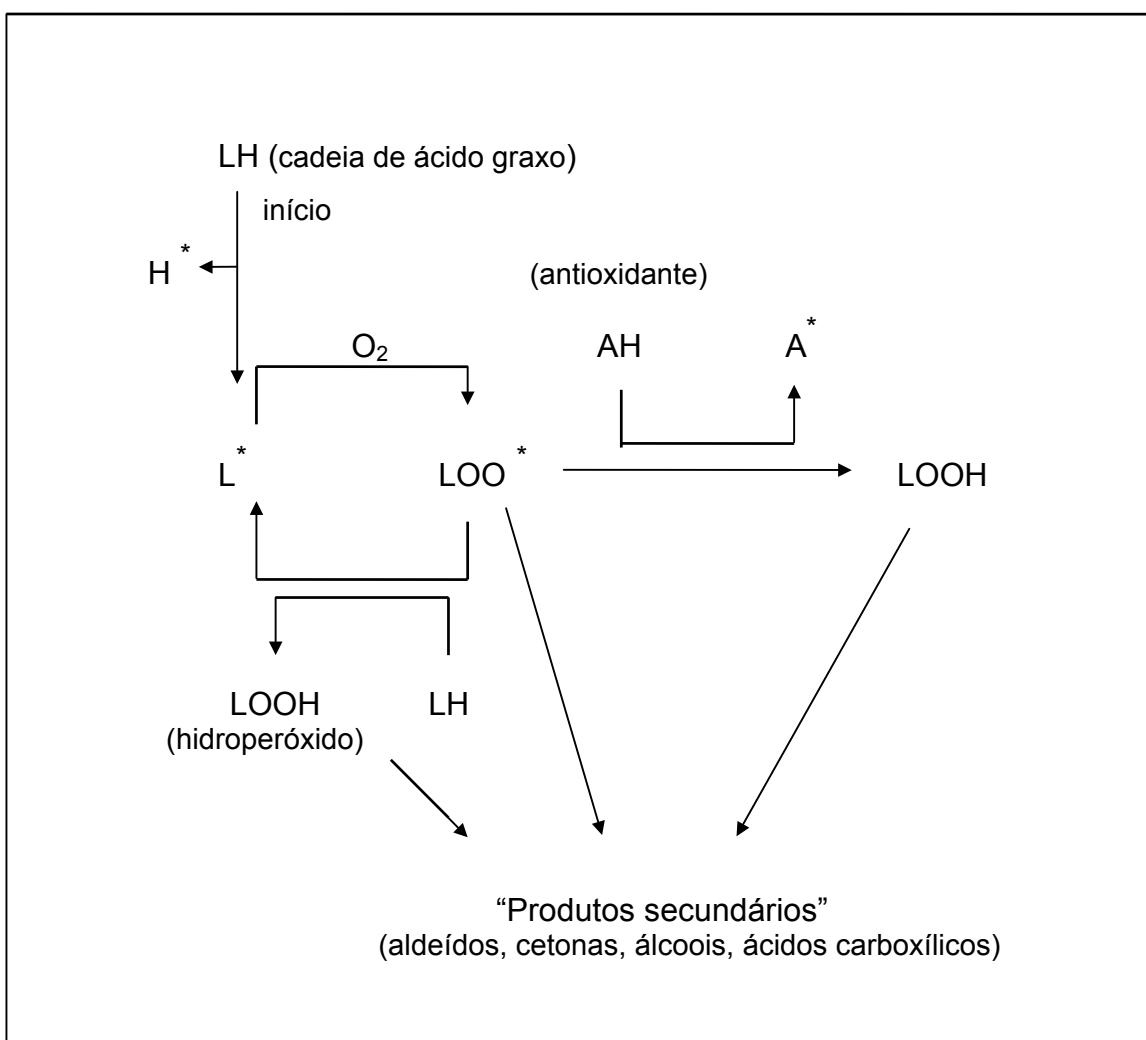 LH (cadeia de ácido graxo)
início
H *
(antioxidante)
O₂
AH
A *
L *
LOO *
LOOH
LOOH
(hidroperóxido)
LH
“Produtos secundários”
(aldeídos, cetonas, álcoois, ácidos carboxílicos)